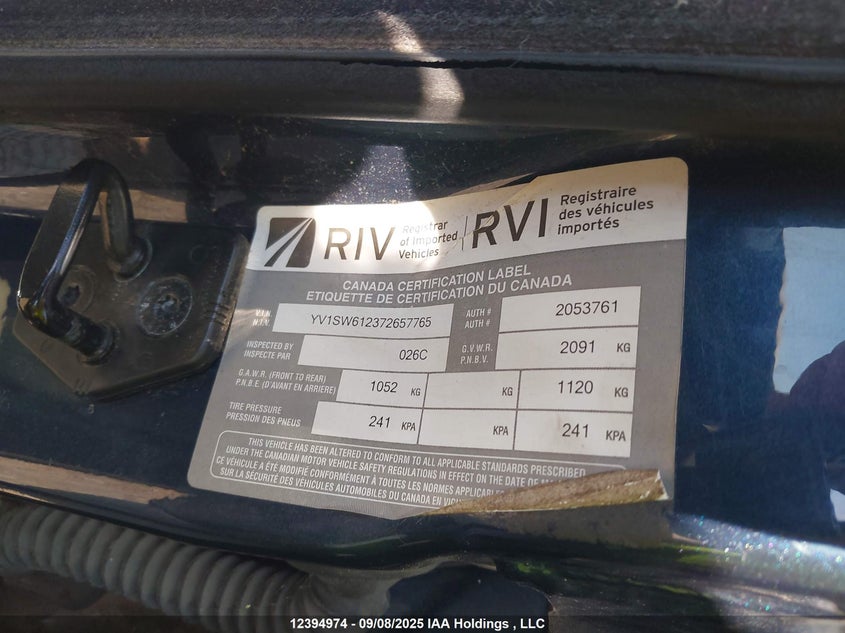 RIV Registrar of Imported Vehicles
RVI Registraire des véhicules importés
CANADA CERTIFICATION LABEL
ETIQUETTE DE CERTIFICATION DU CANADA
V.I.N. N.I.V. YV1SW612372657765 AUTH # AUTH # 2053761
INSPECTED BY INSPECTE PAR 026C G.V.W.R. P.N.B.V. 2091 KG
G.A.W.R. (FRONT TO REAR) P.N.B.E. (D'AVANT EN ARRIERE) 1052 KG KG 1120 KG
TIRE PRESSURE PRESSION DES PNEUS 241 KPA KPA 241 KPA
THIS VEHICLE HAS BEEN ALTERED TO CONFORM TO ALL APPLICABLE STANDARDS PRESCRIBED
UNDER THE CANADIAN MOTOR VEHICLE SAFETY REGULATIONS IN EFFECT ON THE DATE OF
CE VÉHICULE A ÉTÉ MODIFIÉ CONFORMÉMENT À TOUTES LES NORMES APPLICABLES
SUR LA SÉCURITÉ DES VÉHICULES AUTOMOBILES DU CANADA EN
12394974 - 09/08/2025 IAA Holdings , LLC